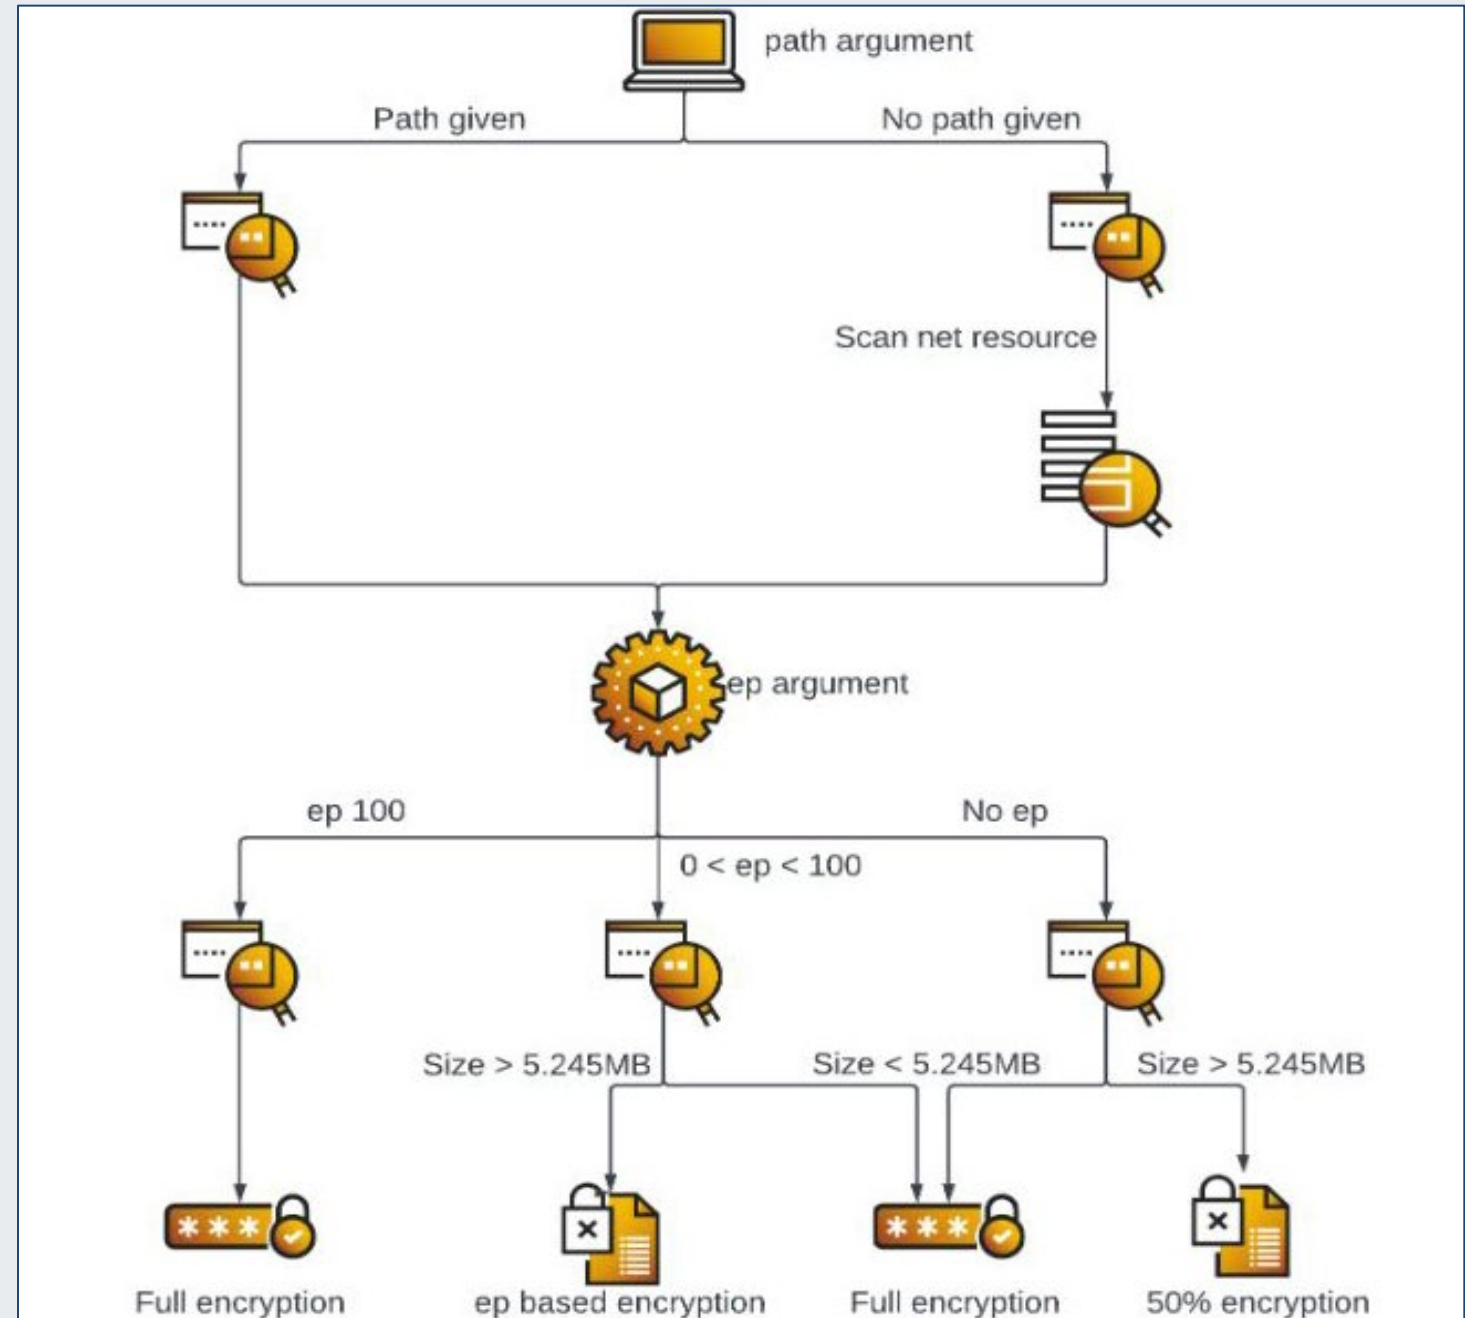 path argument
Path given
No path given
Scan net resource
ep argument
ep 100
No ep
0 < ep < 100
Size > 5.245MB
Size < 5.245MB
Size > 5.245MB
***
***
Full encryption
ep based encryption
Full encryption
50% encryption